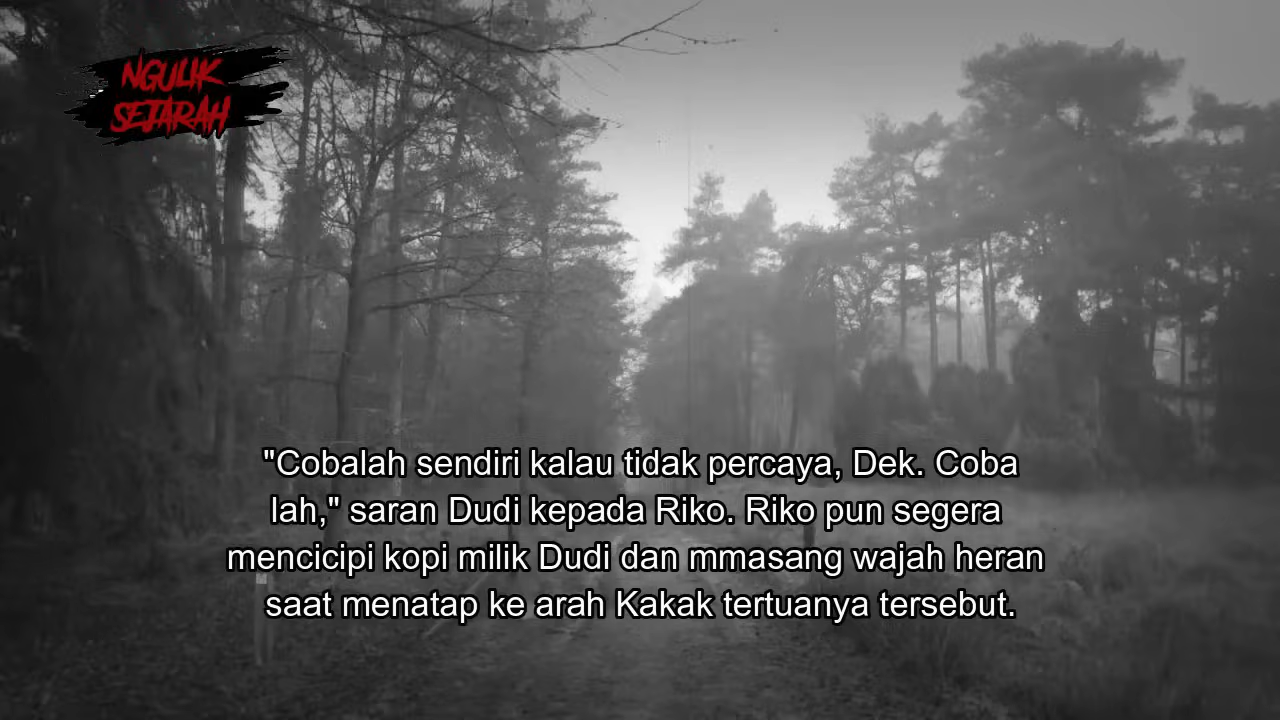 NGULIK
SEJARAH
"Cobalah sendiri kalau tidak percaya, Dek. Coba
lah," saran Dudi kepada Riko. Riko pun segera
mencicipi kopi milik Dudi dan mmasang wajah heran
saat menatap ke arah Kakak tertuanya tersebut.